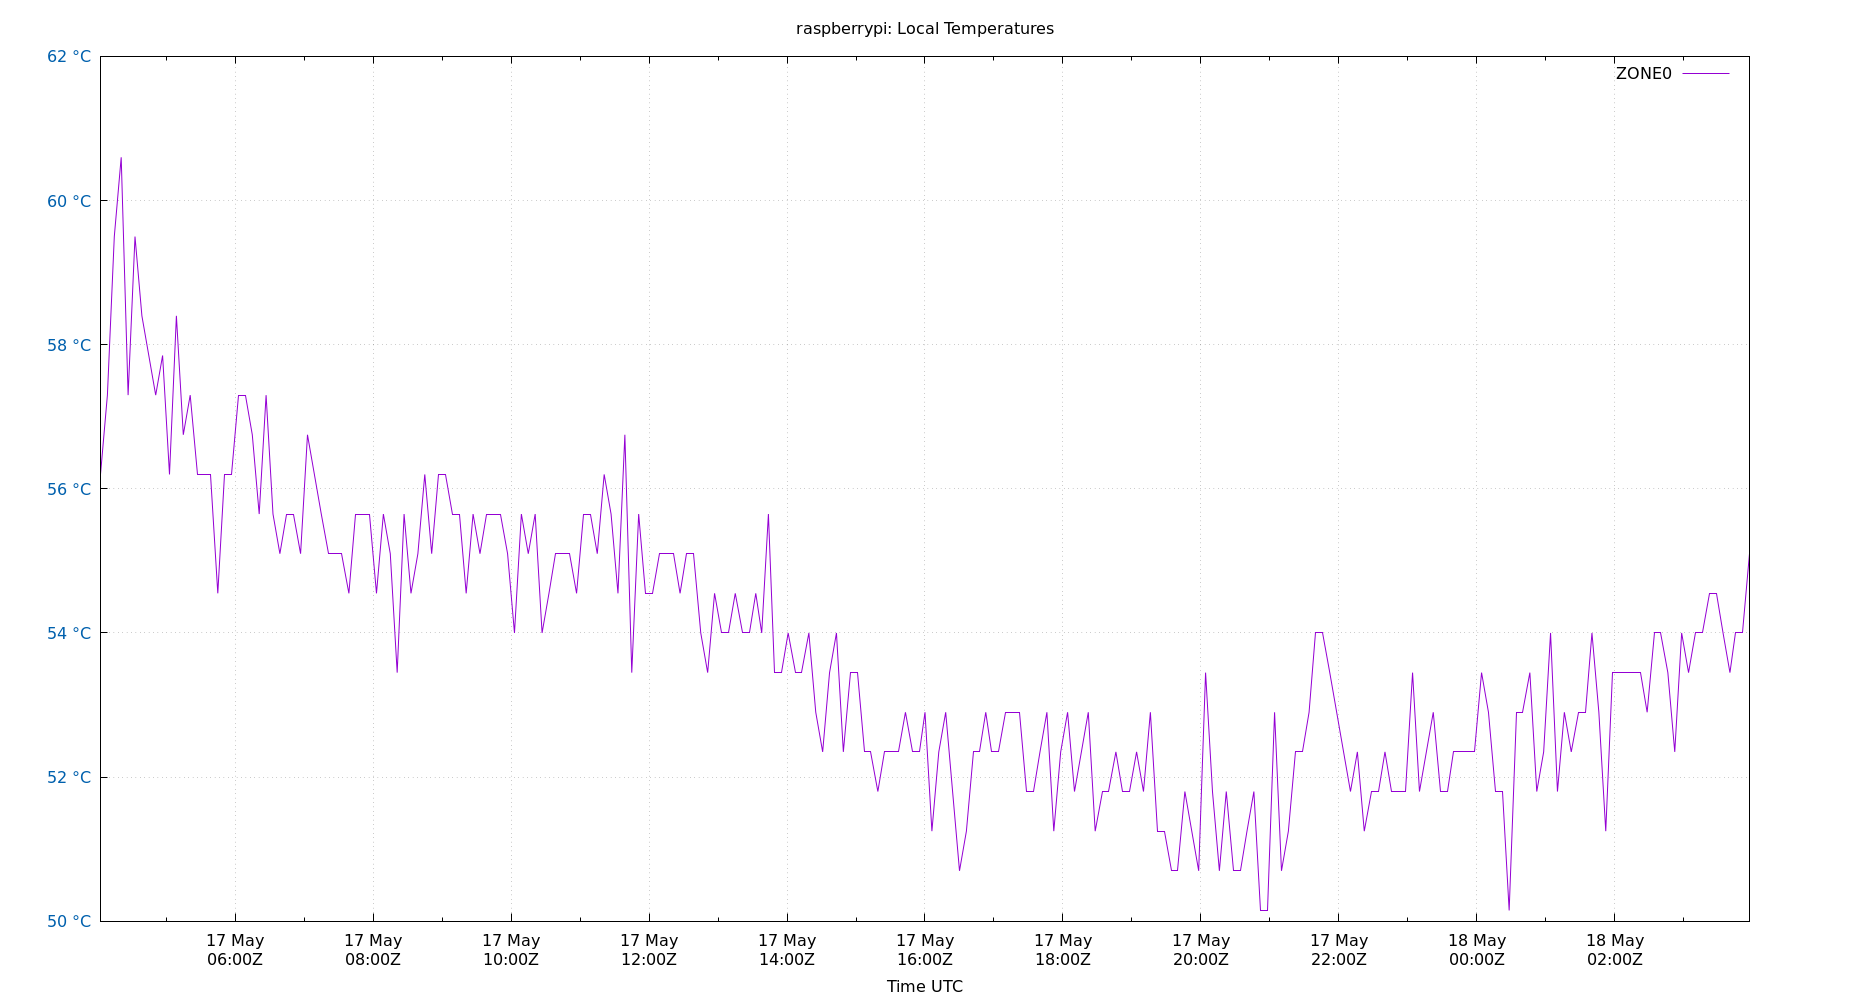 raspberrypi: Local Temperatures
ZONE0
62 °C
60 °C
58 °C
56 °C
54 °C
52 °C
50 °C
17 May 17 May 17 May 17 May 17 May 17 May 17 May 17 May 17 May 18 May 18 May
06:00Z 08:00Z 10:00Z 12:00Z 14:00Z 16:00Z 18:00Z 20:00Z 22:00Z 00:00Z 02:00Z
Time UTC